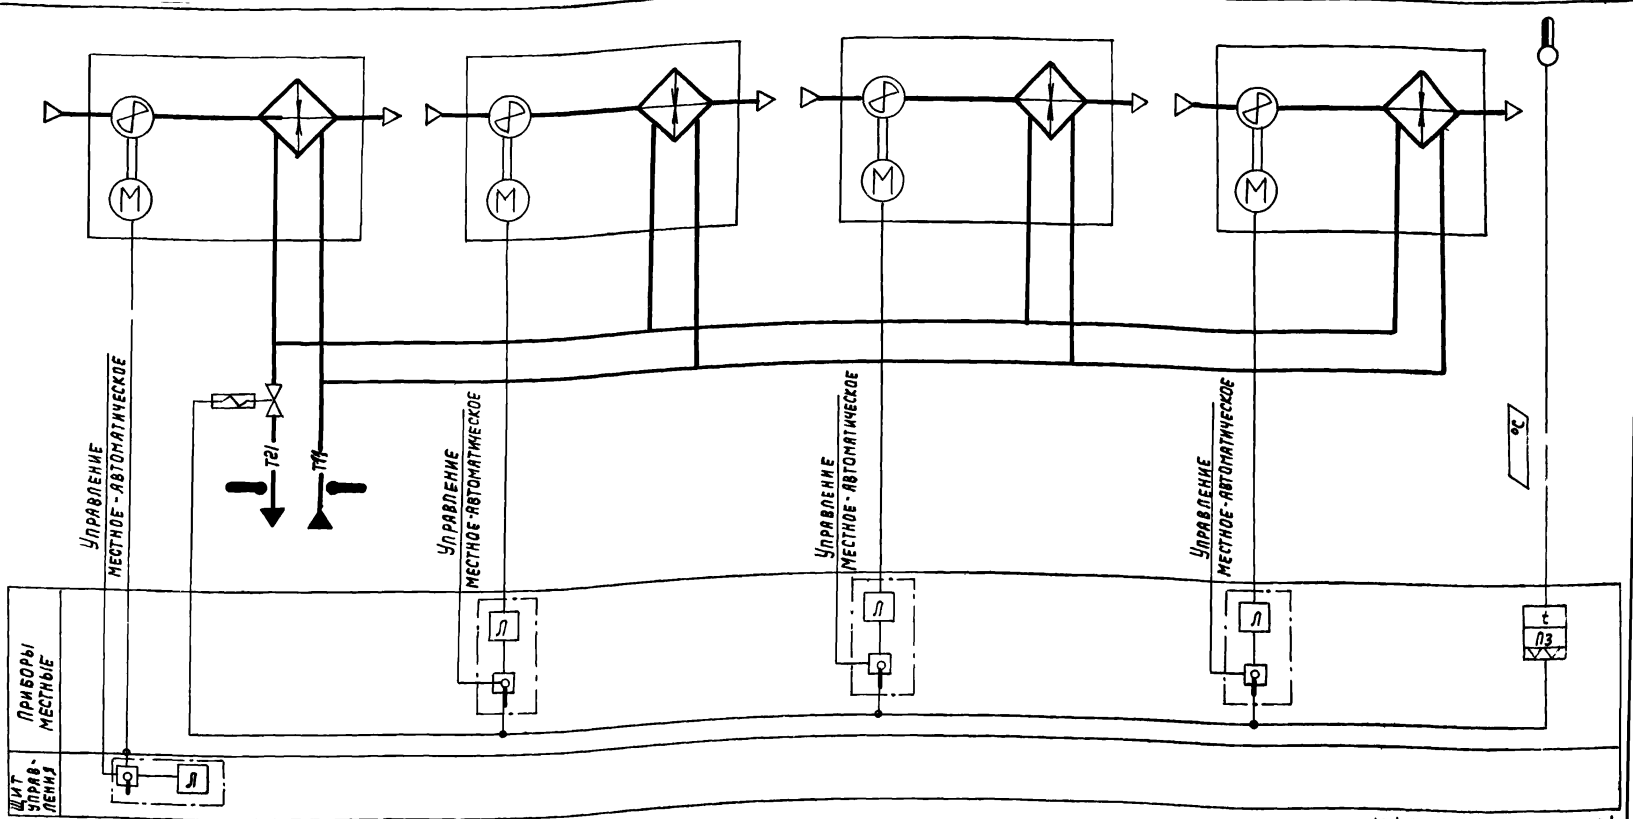 М
М
М
М
УПРАВЛЕНИЕ
МЕСТНОЕ-АВТОМАТИЧЕСКОЕ
Т21
Т11
УПРАВЛЕНИЕ
МЕСТНОЕ-АВТОМАТИЧЕСКОЕ
УПРАВЛЕНИЕ
МЕСТНОЕ-АВТОМАТИЧЕСКОЕ
УПРАВЛЕНИЕ
МЕСТНОЕ-АВТОМАТИЧЕСКОЕ
°С
ПРИБОРЫ
МЕСТНЫЕ
Л
Л
Л
t
ПЗ
ЩИТ
УПРАВ-
ЛЕНИЯ
Л